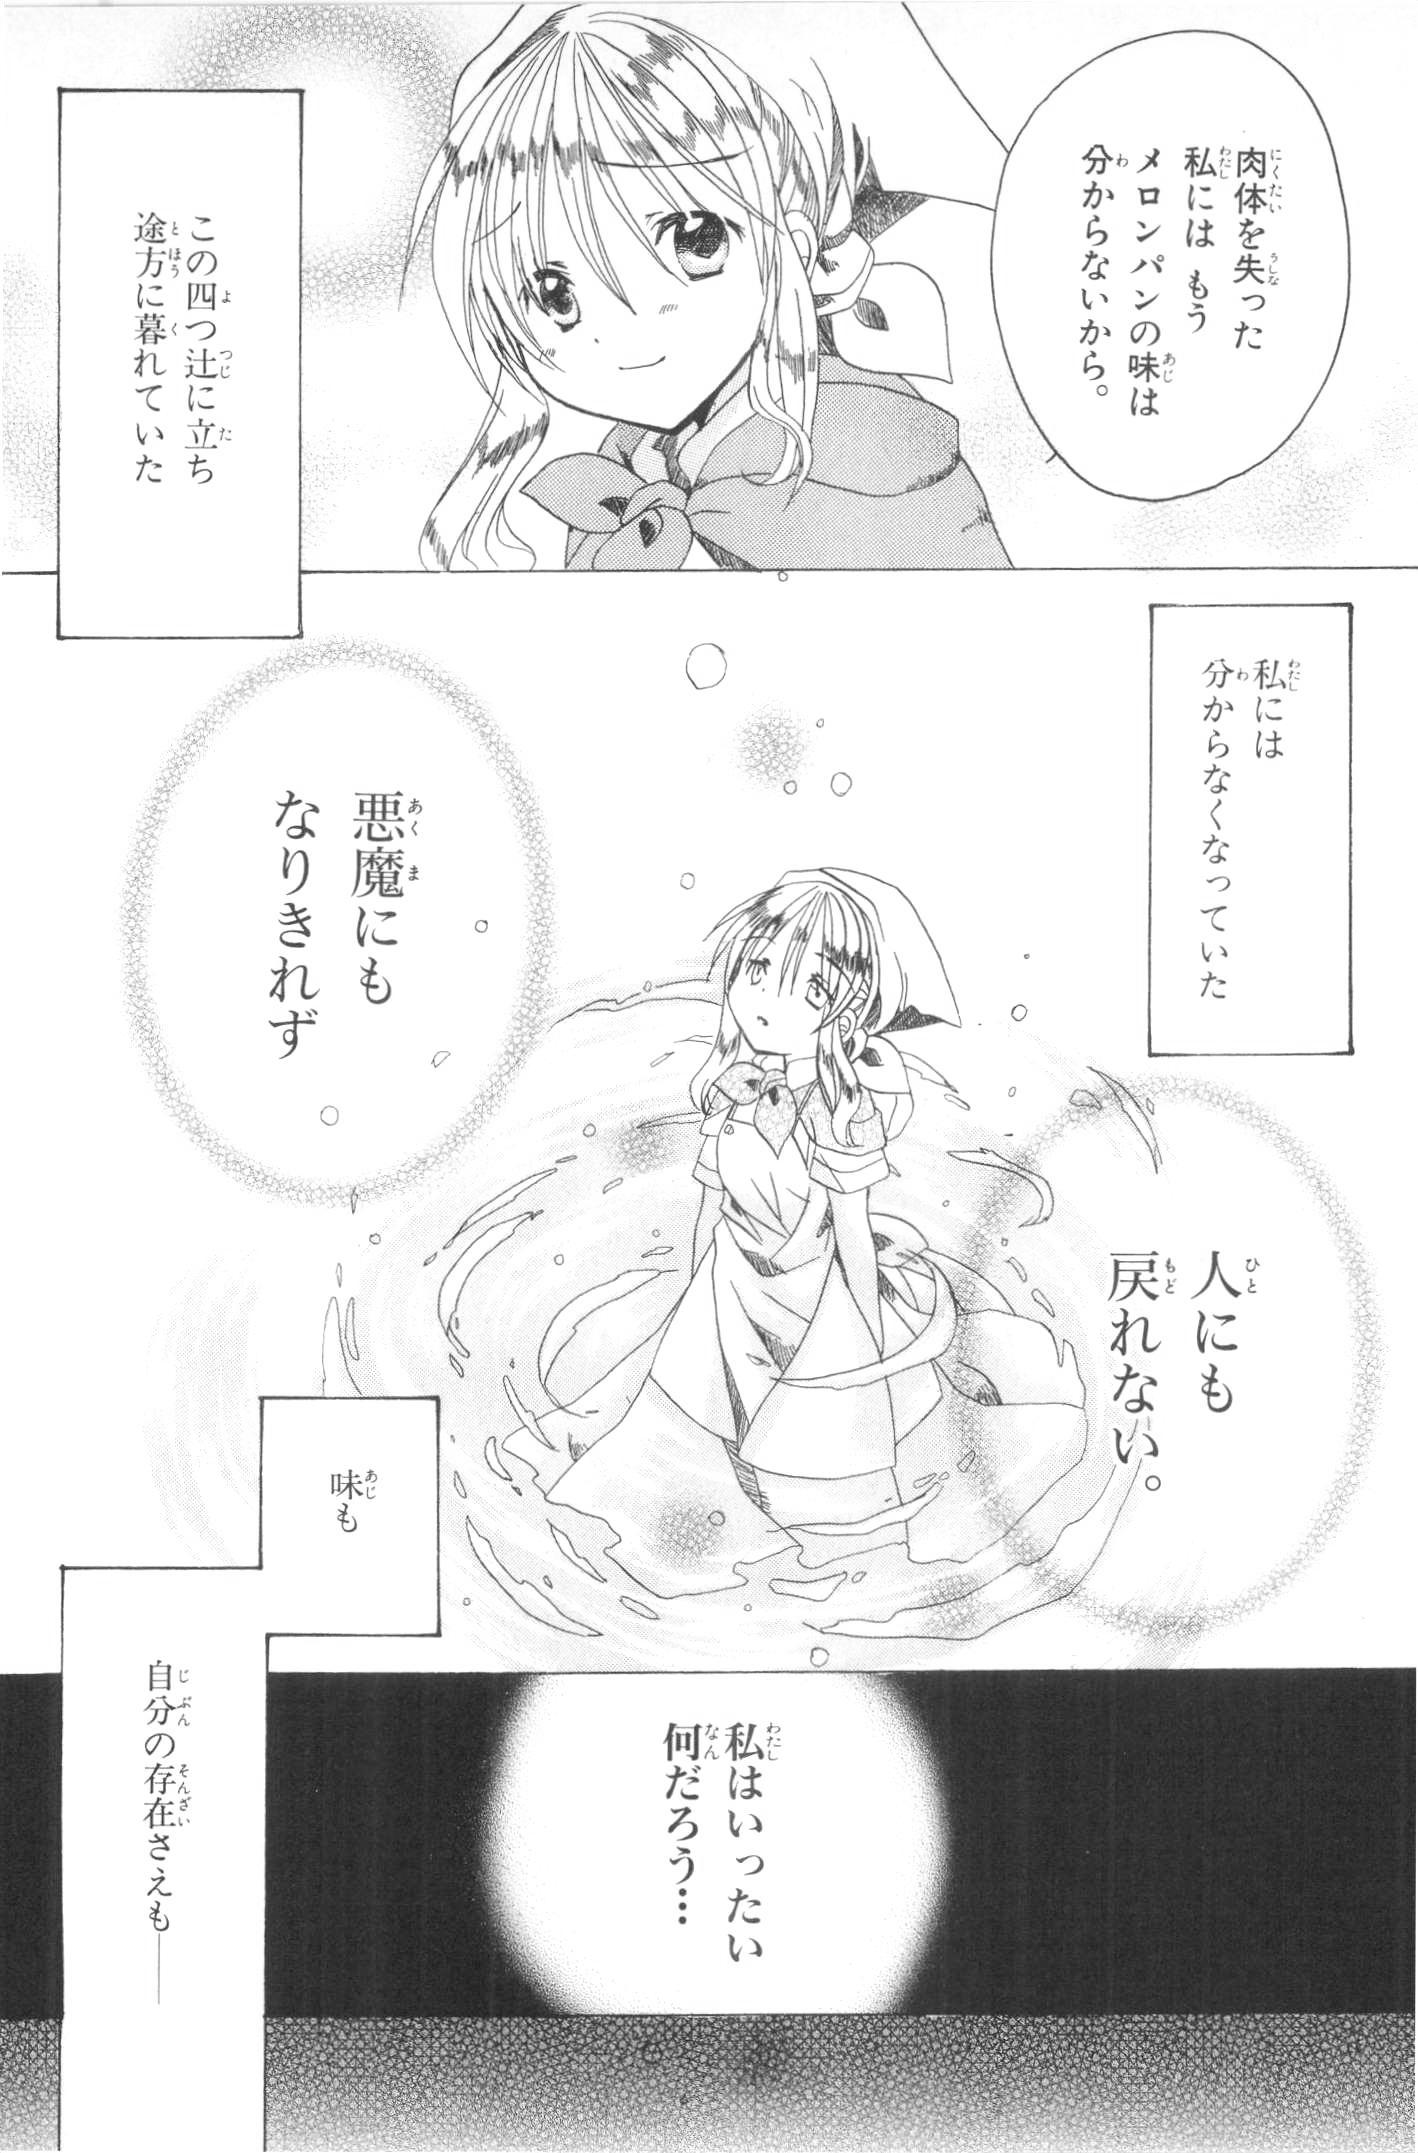 肉体を失った
私には もう
メロンパンの味は
分からないから。
この四つ辻に立ち
途方に暮れていた
私には
分からなくなっていた
悪魔にも
なりきれず
人にも
戻れない。
味も
自分の存在さえも――
私はいったい
何だろう…